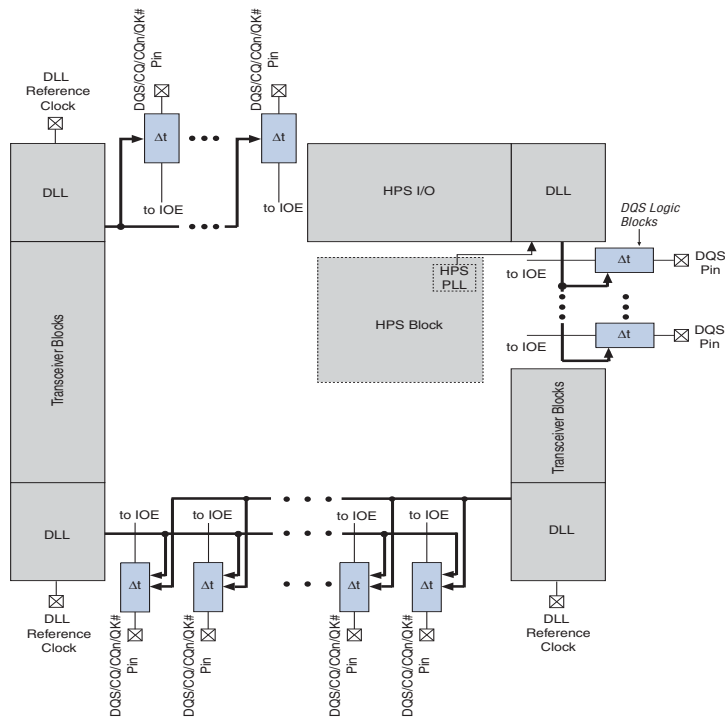 DQS/CQ/CQn/QK#
Pin
DQS/CQ/CQn/QK#
Pin
DLL
Reference
Clock
Δt
Δt
DLL
to IOE
to IOE
HPS I/O
DLL
DQS Logic
Blocks
Δt
DQS
Pin
to IOE
HPS
PLL
HPS Block
Δt
DQS
Pin
to IOE
Transceiver Blocks
Transceiver Blocks
to IOE
to IOE
to IOE
to IOE
DLL
DLL
Δt
Δt
Δt
Δt
DLL
Reference
Clock
DQS/CQ/CQn/QK#
Pin
DQS/CQ/CQn/QK#
Pin
DQS/CQ/CQn/QK#
Pin
DQS/CQ/CQn/QK#
Pin
DLL
Reference
Clock